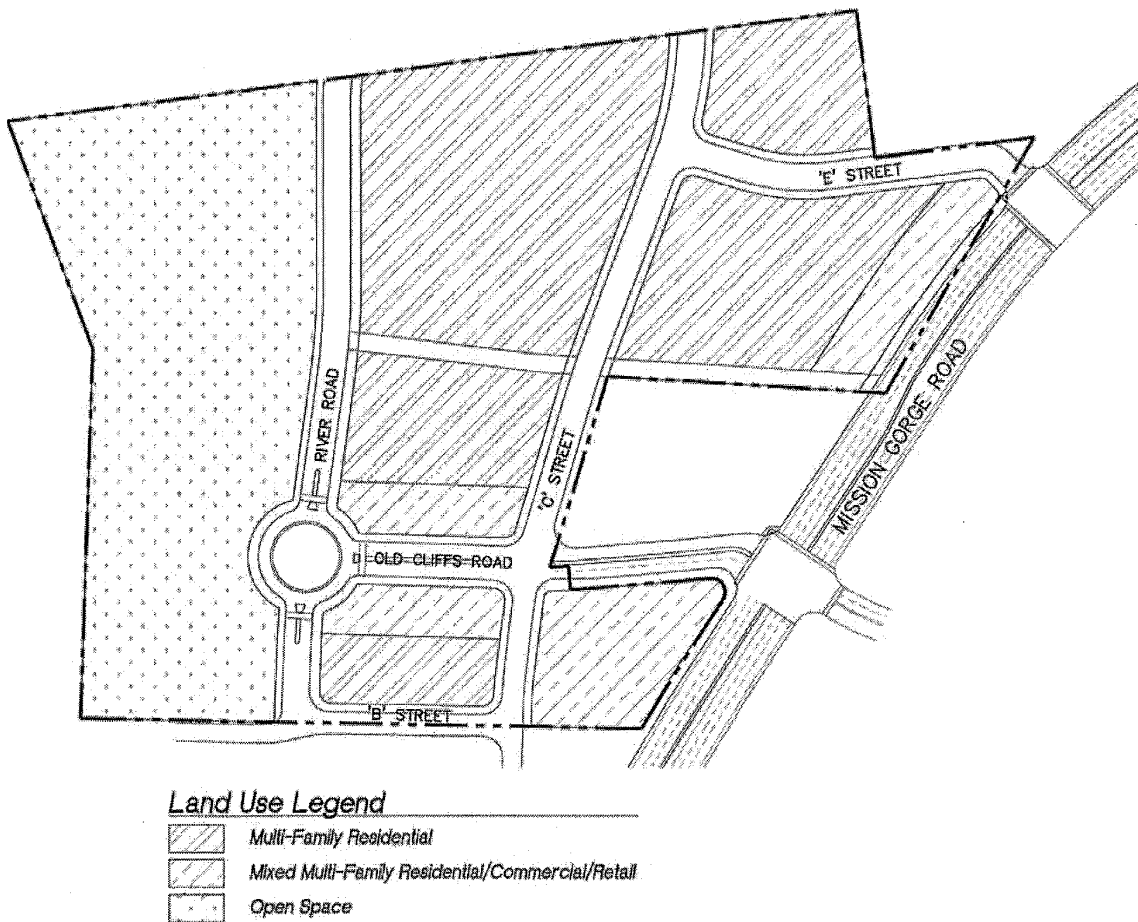 'E' STREET
RIVER ROAD
'C' STREET
MISSION GORGE ROAD
OLD CLIFFS ROAD
'B' STREET
Land Use Legend
Multi-Family Residential
Mixed Multi-Family Residential/Commercial/Retail
Open Space